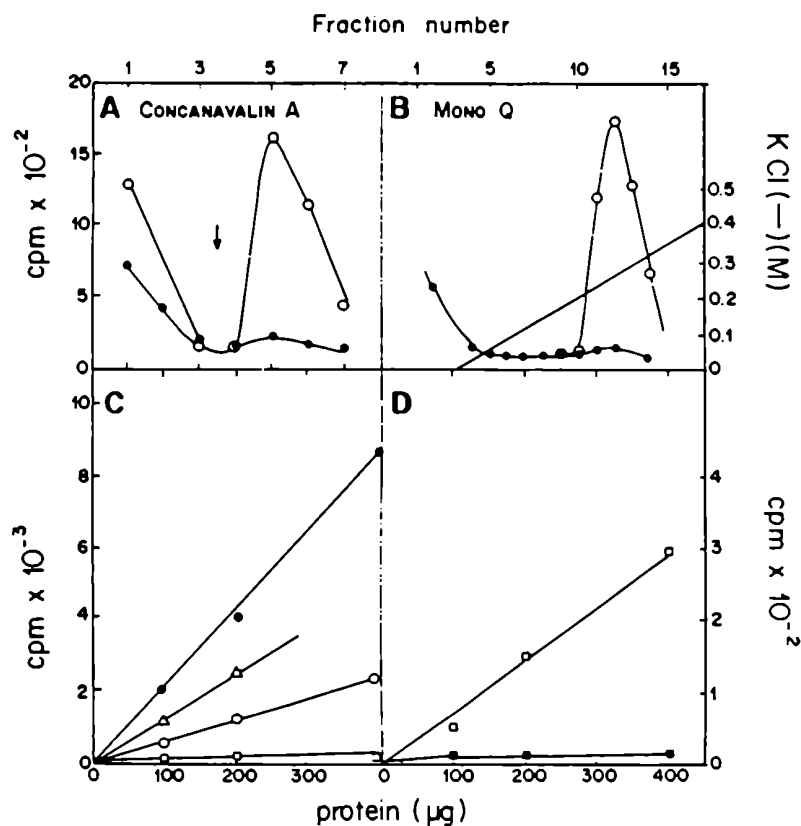 Fraction number
1 3 5 7 1 5 10 15
20
15
10
5
0
cpm x 10⁻²
A CONCANAVALIN A
B MONO Q
0.5
0.4
0.3
0.2
0.1
0
KCl(—)(M)
10
8
6
4
2
0
cpm x 10⁻³
C
D
4
3
2
1
0
cpm x 10⁻²
0 100 200 300 0 100 200 300 400
protein (µg)